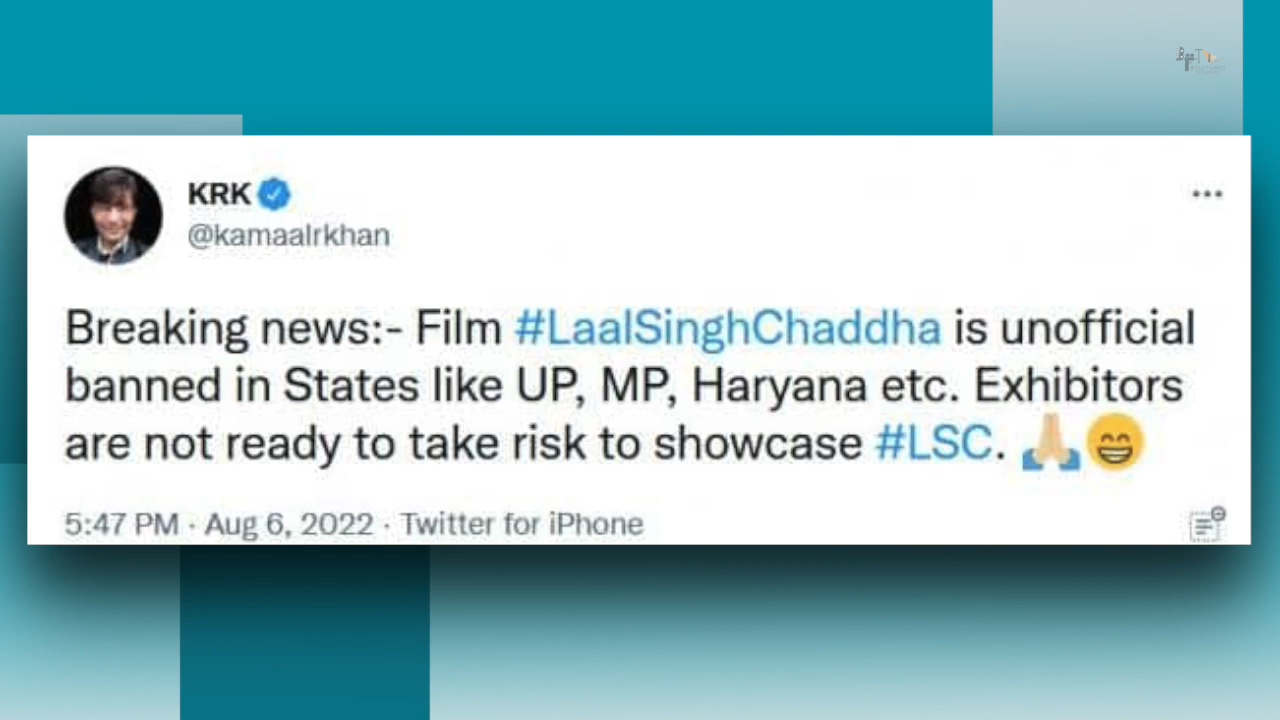 KRK
@kamaalrkhan
Breaking news:- Film #LaalSinghChaddha is unofficial
banned in States like UP, MP, Haryana etc. Exhibitors
are not ready to take risk to showcase #LSC. 🙏😁
5:47 PM · Aug 6, 2022 · Twitter for iPhone